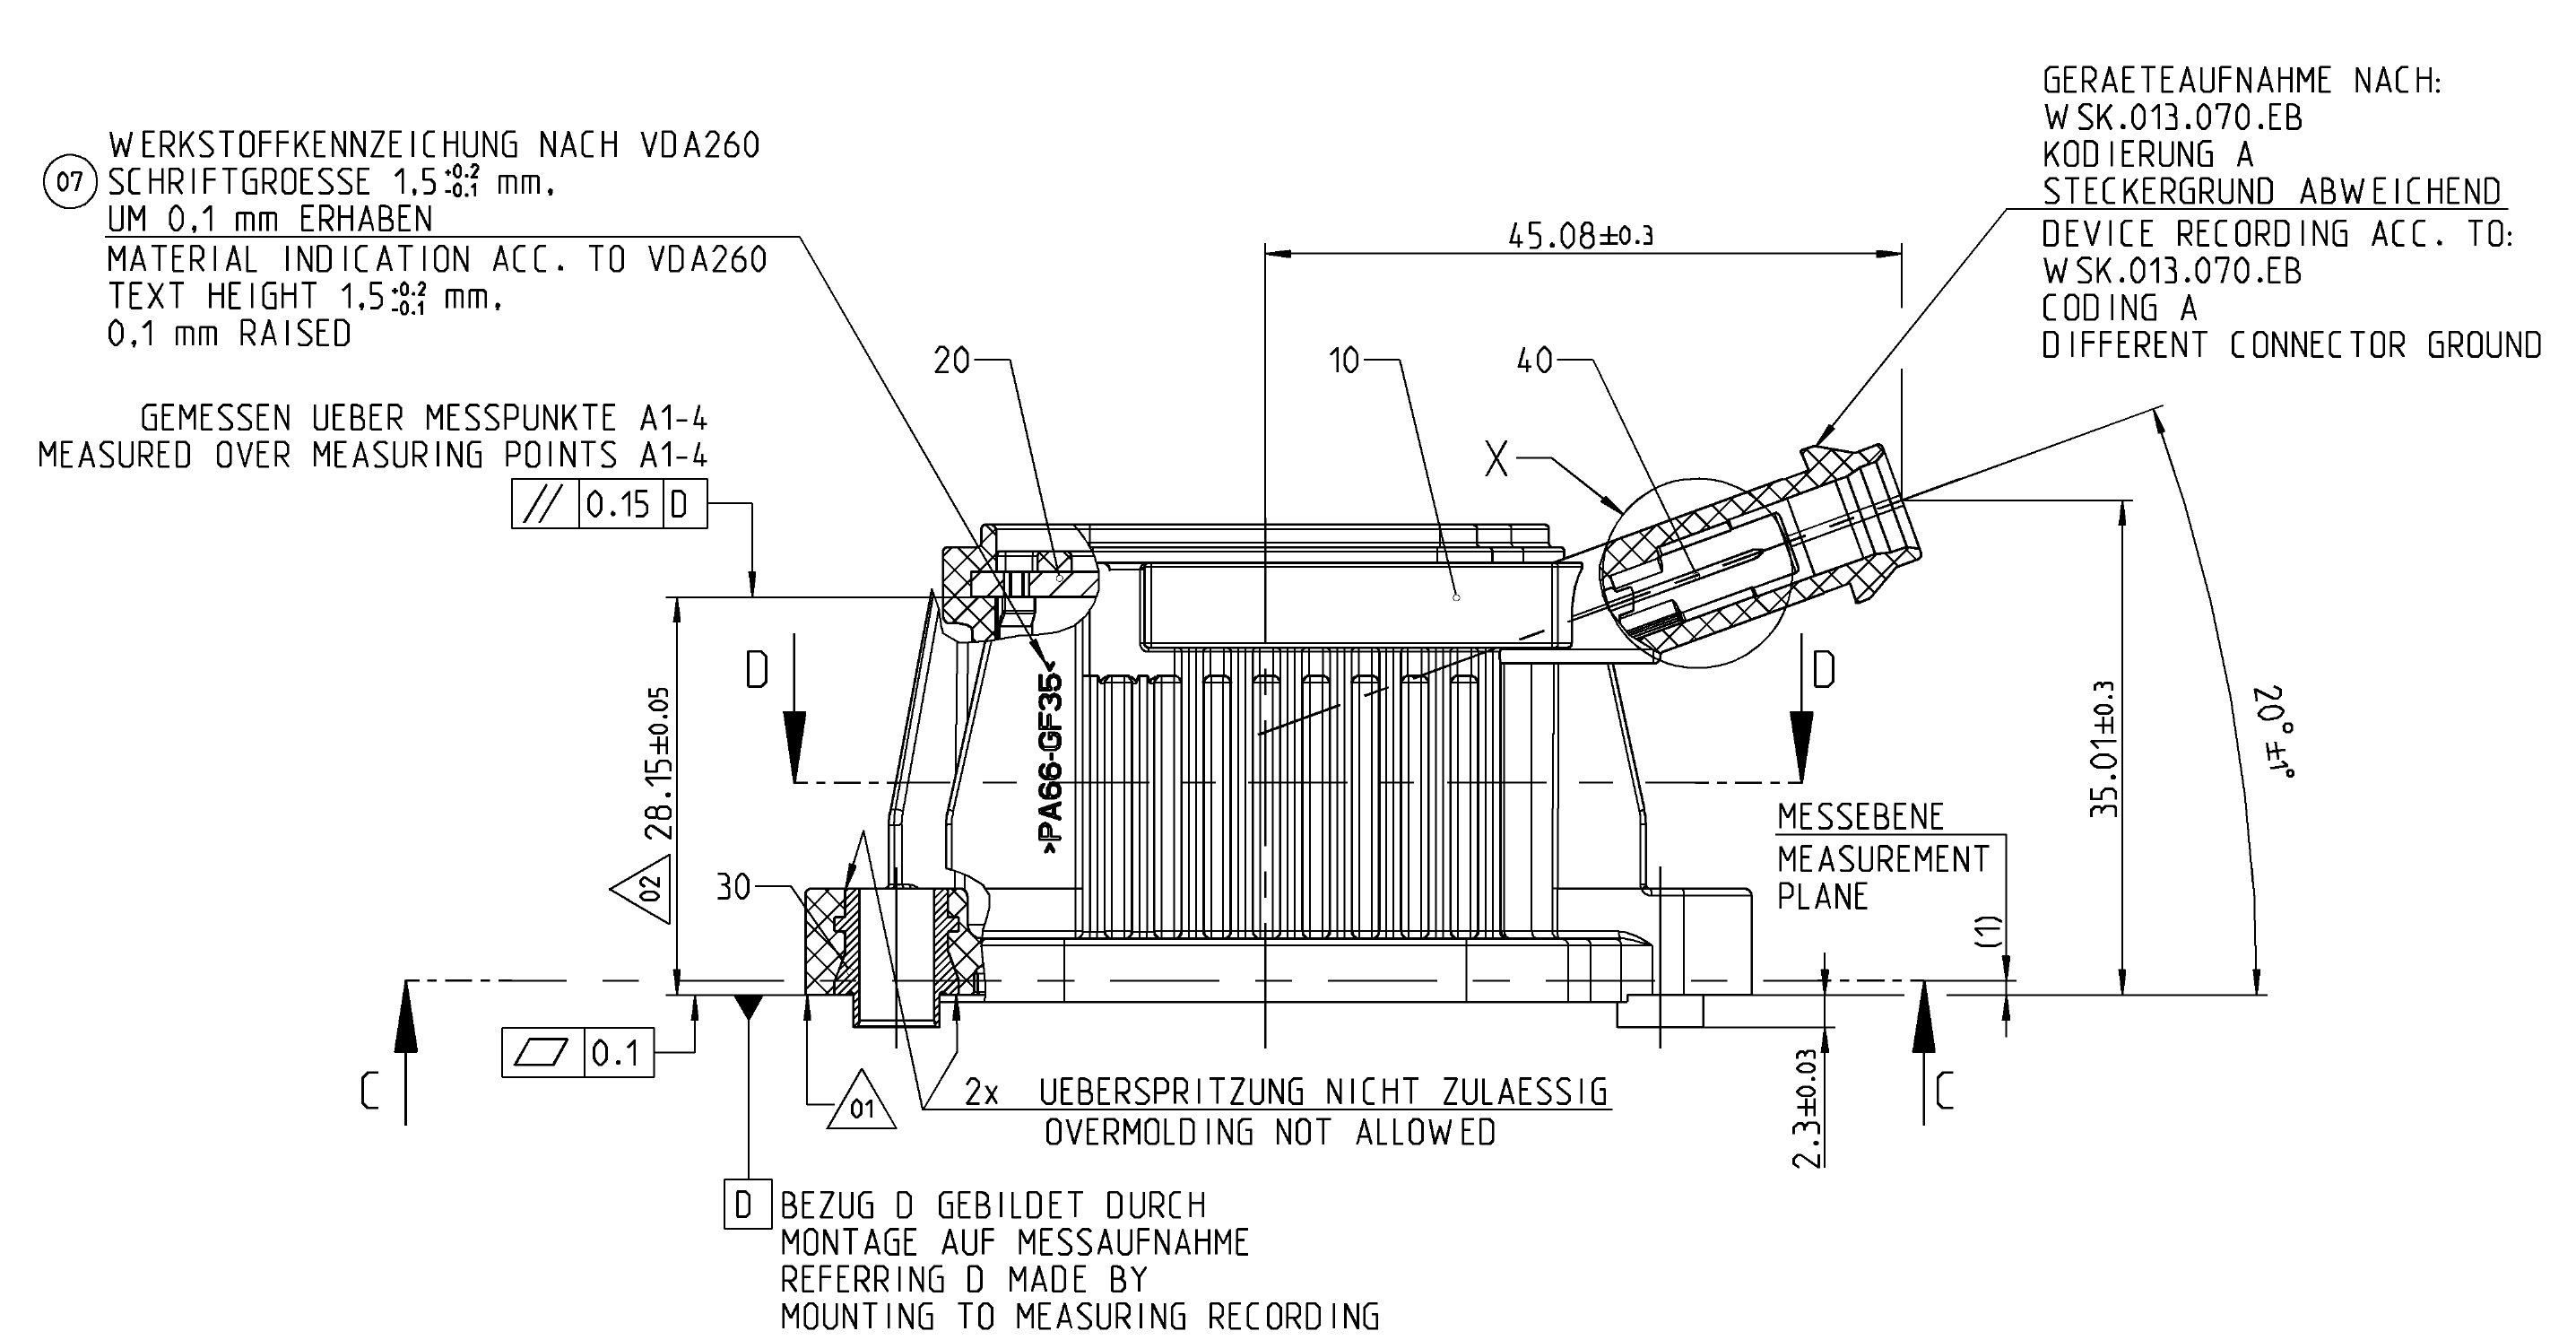 WERKSTOFFKENNZEICHUNG NACH VDA260
07
SCHRIFTGROESSE 1,5 +0.2 -0.1 mm,
UM 0,1 mm ERHABEN
MATERIAL INDICATION ACC. TO VDA260
TEXT HEIGHT 1,5 +0.2 -0.1 mm,
0,1 mm RAISED
GEMESSEN UEBER MESSPUNKTE A1-4
MEASURED OVER MEASURING POINTS A1-4
// 0.15 D
GERAETEAUFNAHME NACH:
WSK.013.070.EB
KODIERUNG A
STECKERGRUND ABWEICHEND
DEVICE RECORDING ACC. TO:
WSK.013.070.EB
CODING A
DIFFERENT CONNECTOR GROUND
45.08±0.3
20
10
40
X
D
D
>PA66-GF35<
28.15±0.05
02
30
35.01±0.3
20°±1°
MESSEBENE
MEASUREMENT
PLANE
(1)
2.3±0.03
0.1
C
C
01
2x UEBERSPRITZUNG NICHT ZULAESSIG
OVERMOLDING NOT ALLOWED
D
BEZUG D GEBILDET DURCH
MONTAGE AUF MESSAUFNAHME
REFERRING D MADE BY
MOUNTING TO MEASURING RECORDING